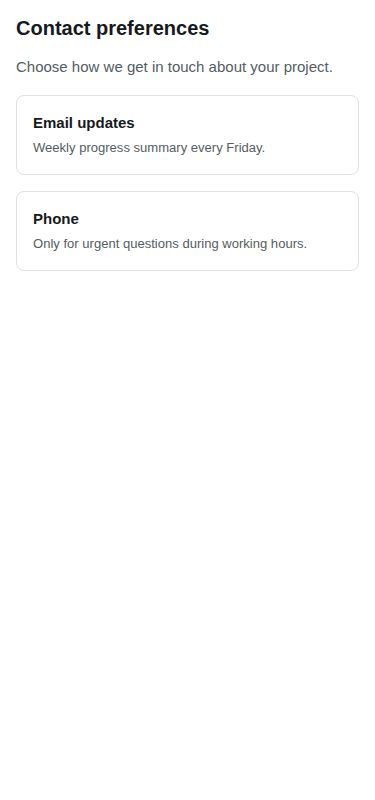 Contact preferences
Choose how we get in touch about your project.
Email updates
Weekly progress summary every Friday.
Phone
Only for urgent questions during working hours.